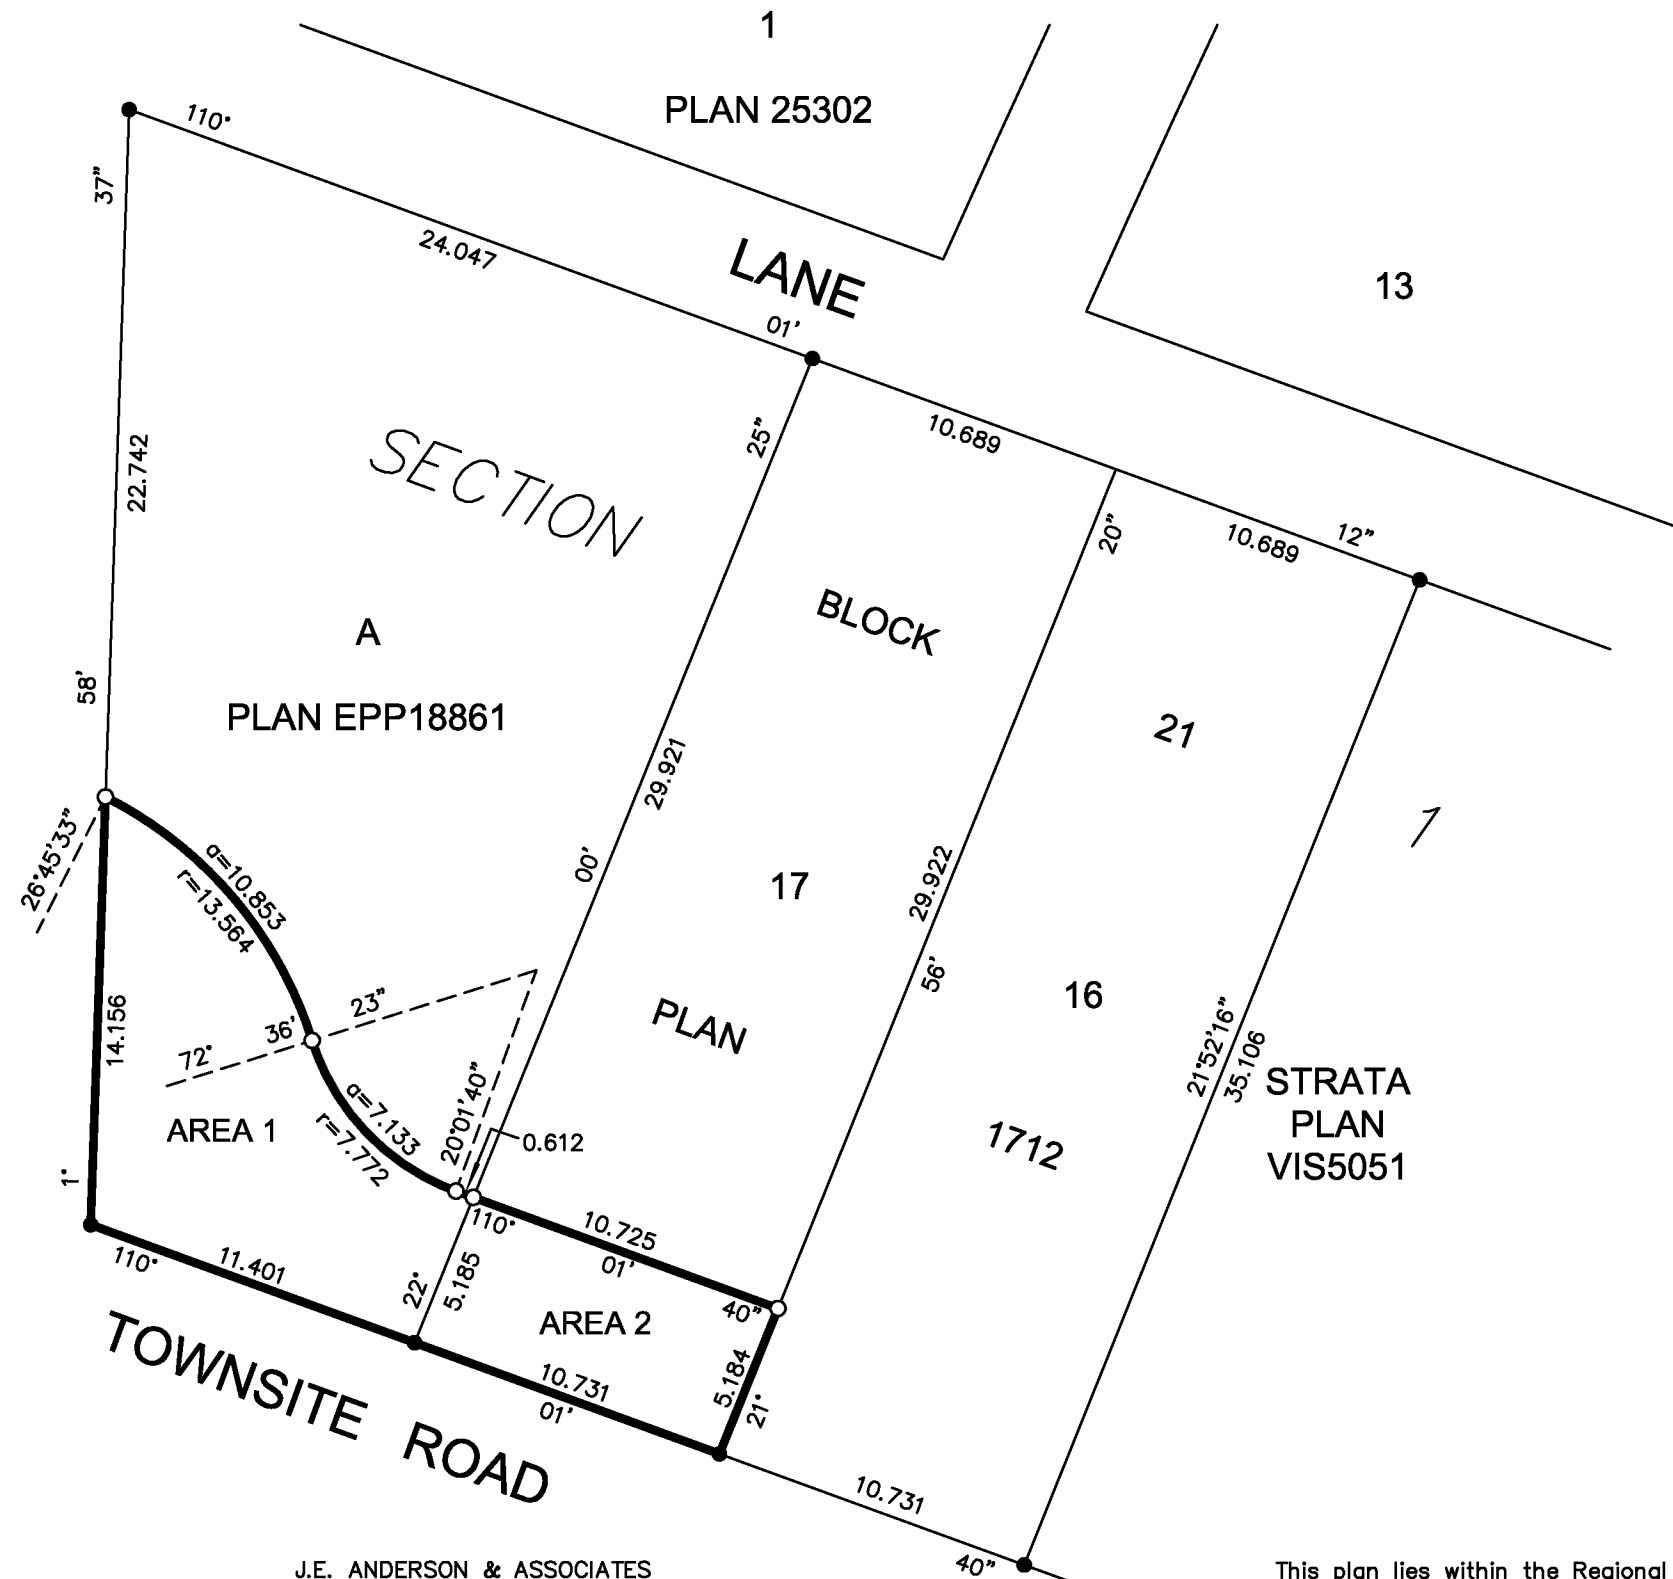 1
PLAN 25302
110°
37"
24.047
LANE
13
01'
10.689
25"
SECTION
22.742
20"
12"
10.689
BLOCK
A
58'
PLAN EPP18861
21
29.921
1
26°45'33"
a=10.853
r=13.564
00'
17
29.922
56'
23"
36'
72°
14.156
PLAN
16
21°52'16"
35.106
STRATA
PLAN
VIS5051
a=7.133
r=7.772
20°01'40"
AREA 1
0.612
1712
1°
110°
10.725
01'
40"
110°
11.401
22°
5.185
AREA 2
TOWNSITE ROAD
10.731
01'
5.184
21°
10.731
40"
J.E. ANDERSON & ASSOCIATES
This plan lies within the Regional